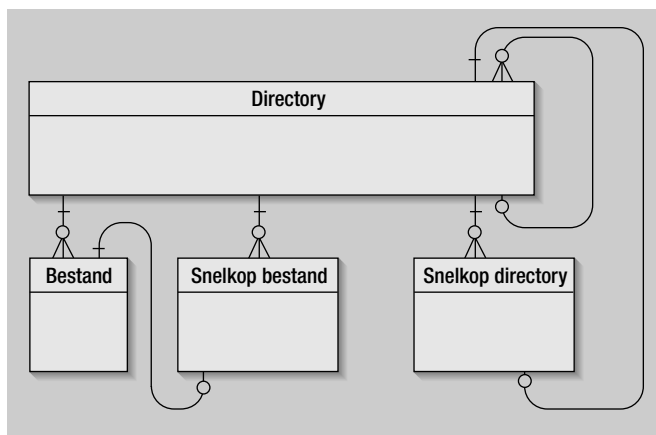 Directory
Bestand
Snelkop bestand
Snelkop directory